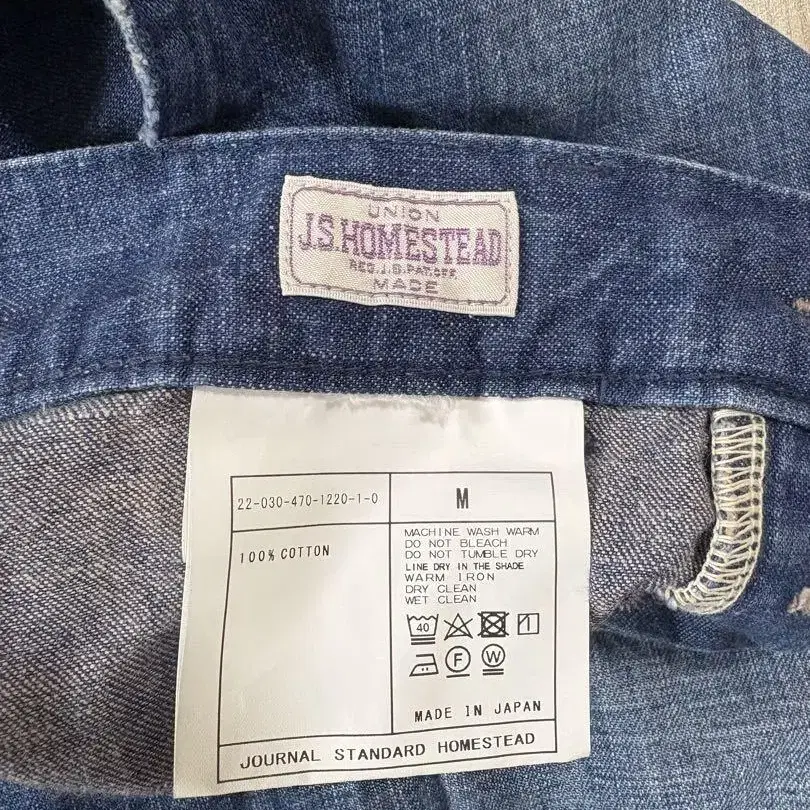 UNION
J.S.HOMESTEAD
REG.J.S.PAT.OFF
MADE
22-030-470-1220-1-0
M
100% COTTON
MACHINE WASH WARM
DO NOT BLEACH
DO NOT TUMBLE DRY
LINE DRY IN THE SHADE
WARM IRON
DRY CLEAN
WET CLEAN
40
F W
MADE IN JAPAN
JOURNAL STANDARD HOMESTEAD